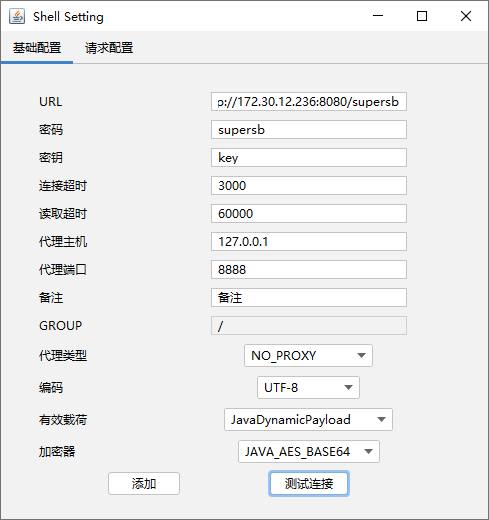 Shell Setting
基础配置 请求配置
URL p://172.30.12.236:8080/supersb
密码 supersb
密钥 key
连接超时 3000
读取超时 60000
代理主机 127.0.0.1
代理端口 8888
备注 备注
GROUP /
代理类型 NO_PROXY
编码 UTF-8
有效载荷 JavaDynamicPayload
加密器 JAVA_AES_BASE64
添加 测试连接